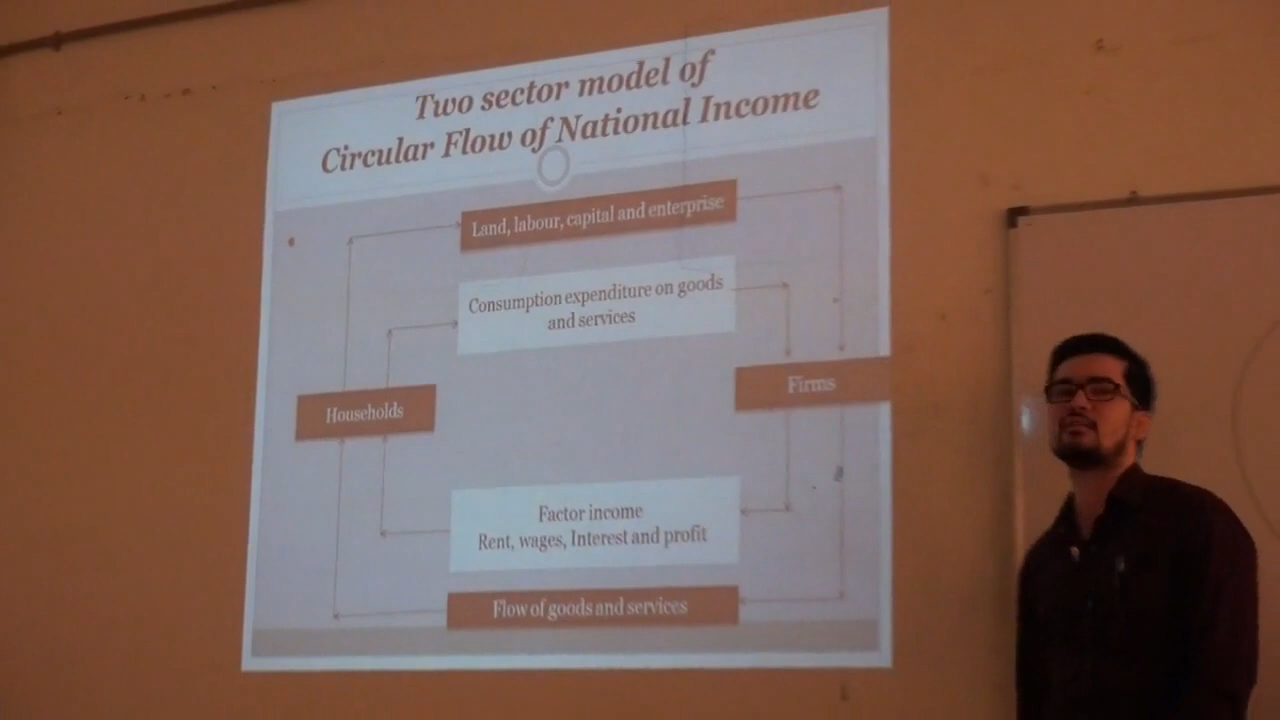 Two sector model of
Circular Flow of National Income
Land, labour, capital and enterprise
Consumption expenditure on goods
and services
Households
Firms
Factor income
Rent, wages, Interest and profit
Flow of goods and services